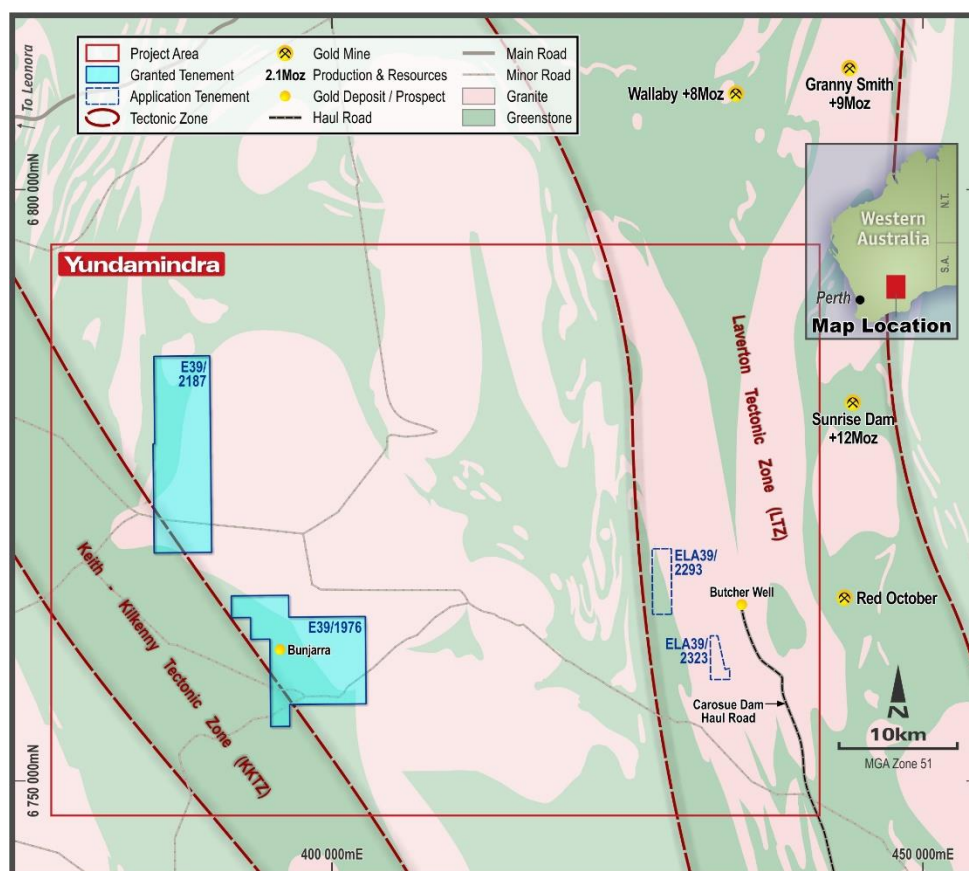 To Leonora
Project Area
Granted Tenement
Application Tenement
Tectonic Zone
Gold Mine
2.1Moz Production & Resources
Gold Deposit / Prospect
Haul Road
Main Road
Minor Road
Granite
Greenstone
Wallaby +8Moz
Granny Smith
+9Moz
6 800 000mN
Yundamindra
Western
Australia
N.T.
S.A.
Perth
Map Location
E39/
2187
Laverton Tectonic Zone (LTZ)
Sunrise Dam
+12Moz
Keith - Kilkenny Tectonic Zone (KKTZ)
ELA39/
2293
Butcher Well
Red October
E39/1976
Bunjarra
ELA39/
2323
Carosue Dam
Haul Road
N
10km
MGA Zone 51
6 750 000mN
400 000mE
450 000mE